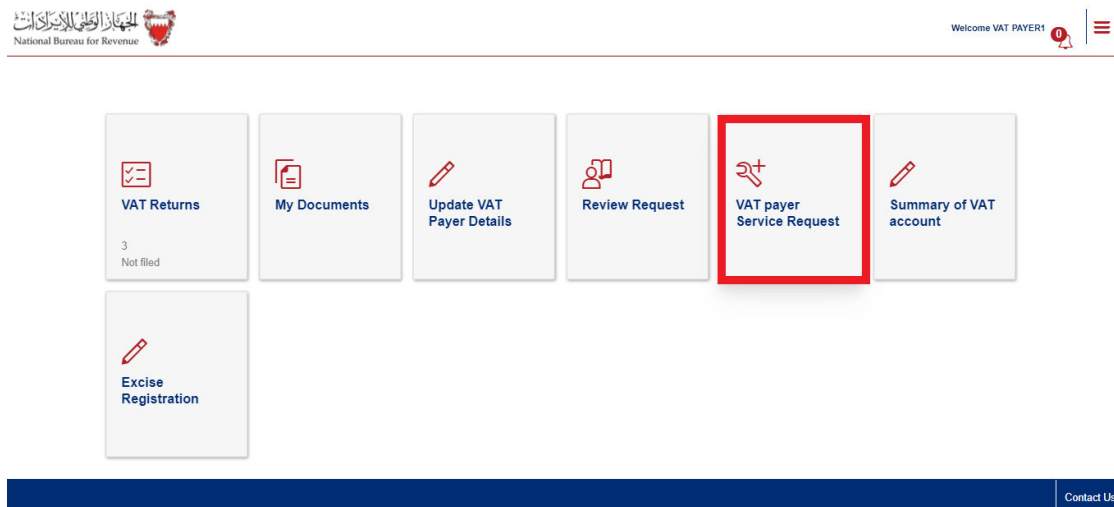 الجهاز الوطني للإيرادات
National Bureau for Revenue
Welcome VAT PAYER1
0
VAT Returns
3
Not filed
My Documents
Update VAT
Payer Details
Review Request
VAT payer
Service Request
Summary of VAT
account
Excise
Registration
Contact Us